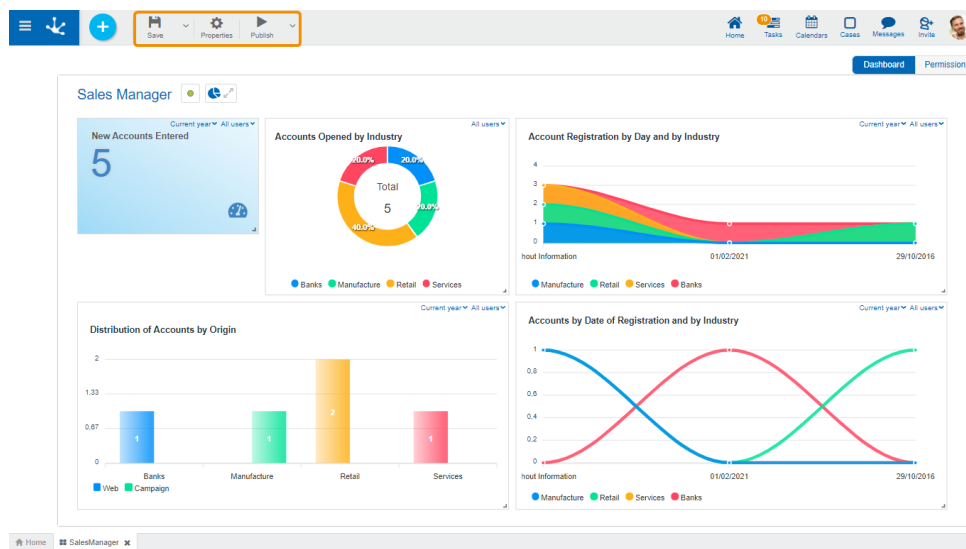 Save
Properties
Publish
Home
10
Tasks
Calendars
Cases
Messages
Invite
Dashboard
Permission
Sales Manager
Current year All users
New Accounts Entered
5
All users
Accounts Opened by Industry
20.0%
20.0%
20.0%
40.0%
Total
5
Banks Manufacture Retail Services
Current year All users
Account Registration by Day and by Industry
4
3
2
1
0
hout Information 01/02/2021 29/10/2016
Manufacture Retail Services Banks
Current year All users
Distribution of Accounts by Origin
2
1.33
0.67
0
1
1
2
1
Banks Manufacture Retail Services
Web Campaign
Current year All users
Accounts by Date of Registration and by Industry
1
0.8
0.6
0.4
0.2
0
hout Information 01/02/2021 29/10/2016
Manufacture Retail Services Banks
Home SalesManager